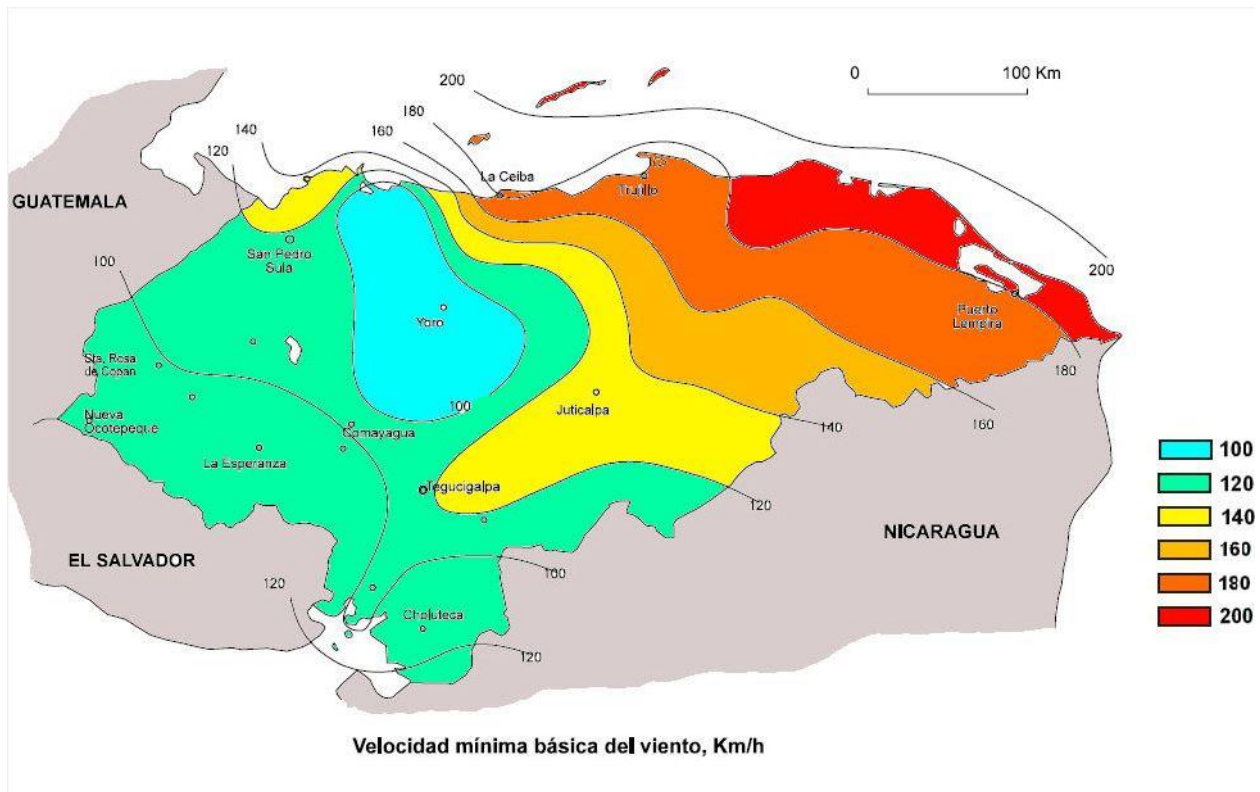 0 100 Km
200
180
160
140
120
GUATEMALA
La Ceiba
Trujillo
San Pedro
Sula
100
200
Yoro
Puerto
Lempira
Sta. Rosa
de Copan
180
100
Juticalpa
Nueva
Ocotepeque
Comayagua
140
160
La Esperanza
Tegucigalpa
120
NICARAGUA
EL SALVADOR
120
100
Choluteca
120
100
120
140
160
180
200
Velocidad mínima básica del viento, Km/h